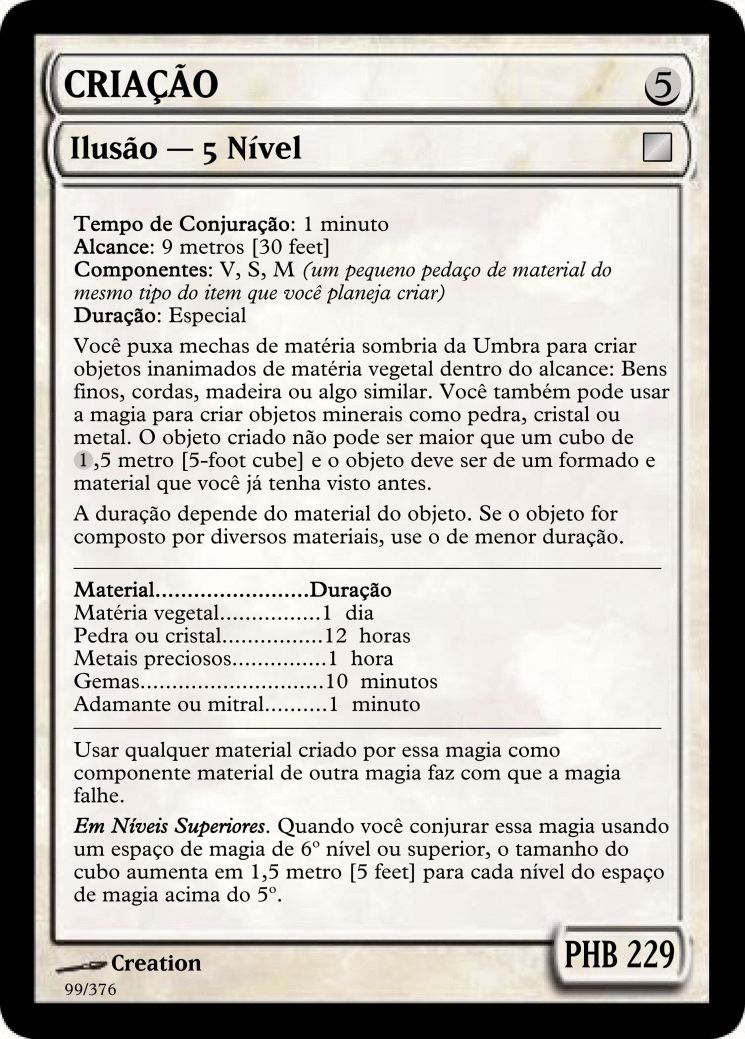 CRIAÇÃO
5
Ilusão — 5 Nível
Tempo de Conjuração: 1 minuto
Alcance: 9 metros [30 feet]
Componentes: V, S, M (um pequeno pedaço de material do
mesmo tipo do item que você planeja criar)
Duração: Especial
Você puxa mechas de matéria sombria da Umbra para criar
objetos inanimados de matéria vegetal dentro do alcance: Bens
finos, cordas, madeira ou algo similar. Você também pode usar
a magia para criar objetos minerais como pedra, cristal ou
metal. O objeto criado não pode ser maior que um cubo de
1,5 metro [5-foot cube] e o objeto deve ser de um formado e
material que você já tenha visto antes.
A duração depende do material do objeto. Se o objeto for
composto por diversos materiais, use o de menor duração.
Material........................Duração
Matéria vegetal................1 dia
Pedra ou cristal................12 horas
Metais preciosos...............1 hora
Gemas.............................10 minutos
Adamante ou mitral..........1 minuto
Usar qualquer material criado por essa magia como
componente material de outra magia faz com que a magia
falhe.
Em Níveis Superiores. Quando você conjurar essa magia usando
um espaço de magia de 6º nível ou superior, o tamanho do
cubo aumenta em 1,5 metro [5 feet] para cada nível do espaço
de magia acima do 5º.
PHB 229
Creation
99/376